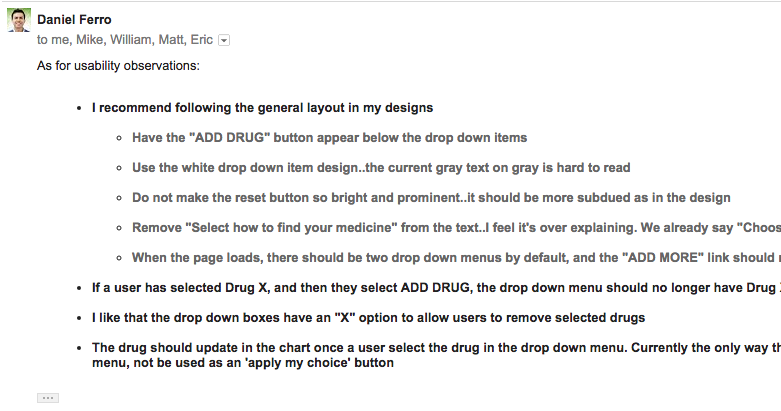 Daniel Ferro
to me, Mike, William, Matt, Eric
As for usability observations:
I recommend following the general layout in my designs
Have the "ADD DRUG" button appear below the drop down items
Use the white drop down item design..the current gray text on gray is hard to read
Do not make the reset button so bright and prominent..it should be more subdued as in the design
Remove "Select how to find your medicine" from the text..I feel it's over explaining. We already say
When the page loads, there should be two drop down menus by default, and the "ADD MORE" link should
If a user has selected Drug X, and then they select ADD DRUG, the drop down menu should no longer have Drug
I like that the drop down boxes have an "X" option to allow users to remove selected drugs
The drug should update in the chart once a user select the drug in the drop down menu. Currently the only way
menu, not be used as an 'apply my choice' button